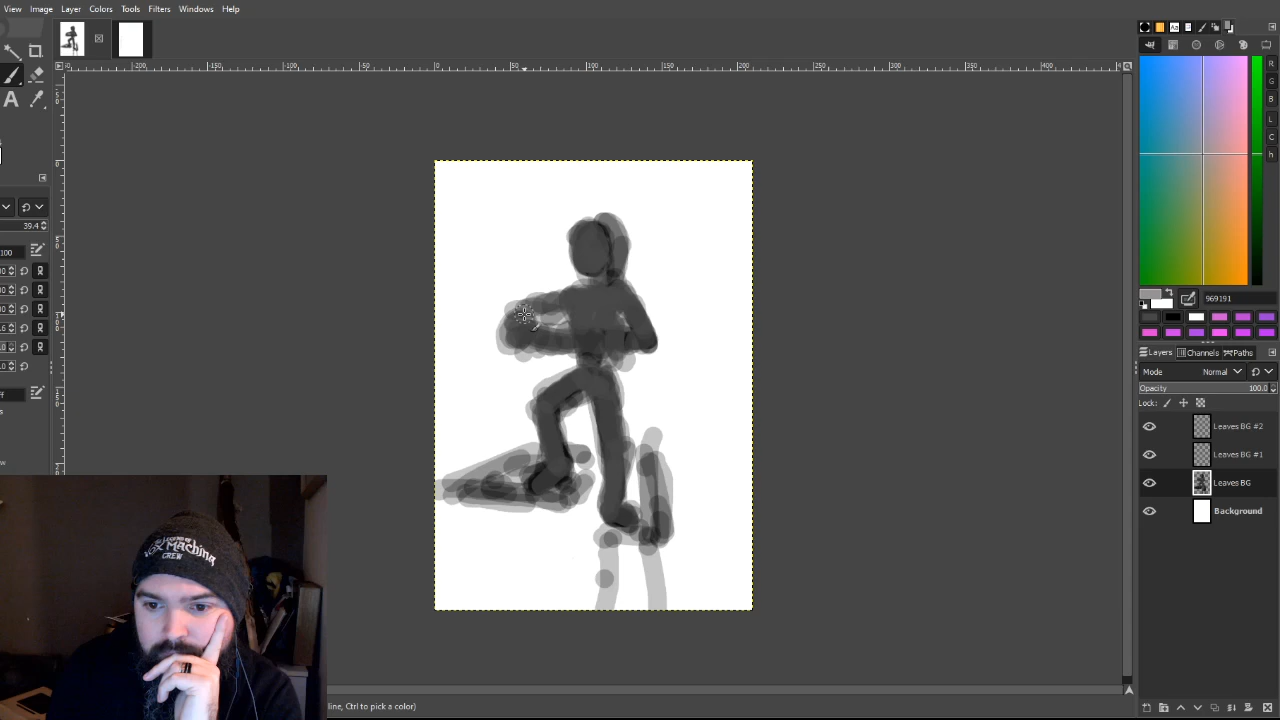 View Image Layer Colors Tools Filters Windows Help
-200 -150 -100 -50 0 50 100 150 200 250 300 350 400
39.4
100
R
G
B
L
C
h
969191
Layers Channels Paths
Mode Normal
Opacity 100.0
Lock:
Leaves BG #2
Leaves BG #1
Leaves BG
Background
CREW
line, Ctrl to pick a color)